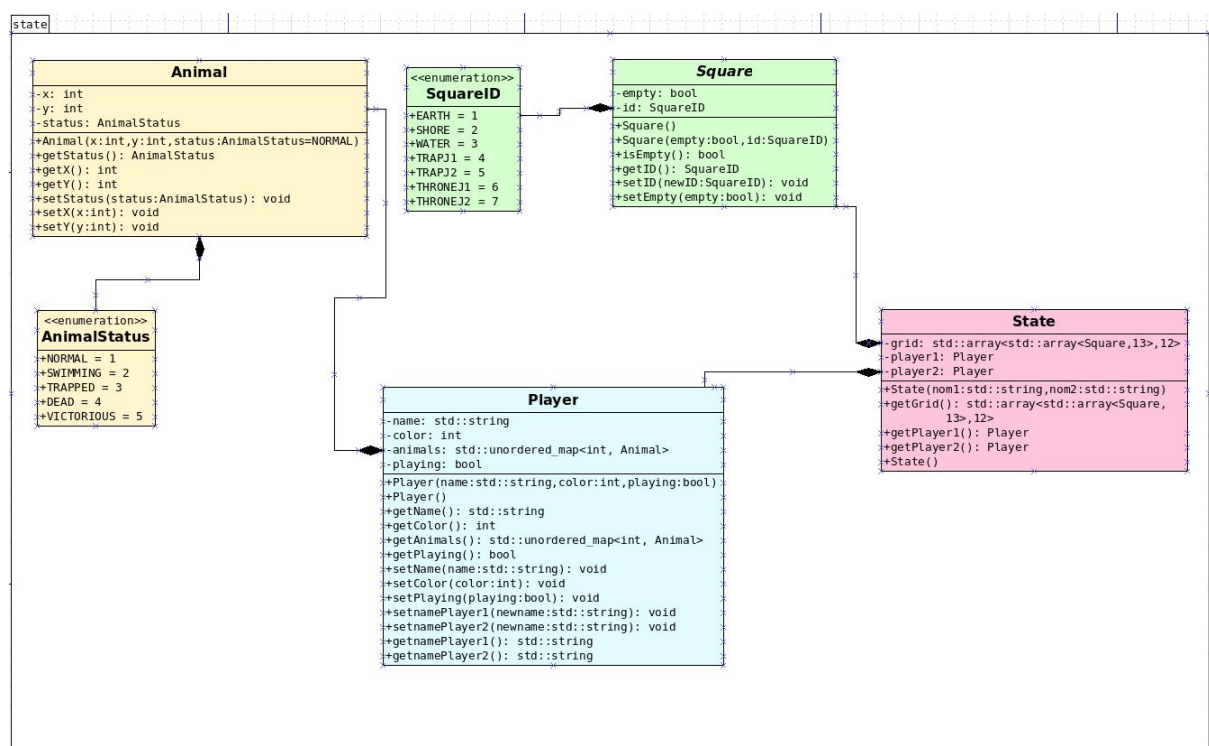 state
Animal
-x: int
-y: int
-status: AnimalStatus
+Animal(x:int,y:int,status:AnimalStatus=NORMAL)
+getStatus(): AnimalStatus
+getX(): int
+getY(): int
+setStatus(status:AnimalStatus): void
+setX(x:int): void
+setY(y:int): void
<<enumeration>>
SquareID
+EARTH = 1
+SHORE = 2
+WATER = 3
+TRAPJ1 = 4
+TRAPJ2 = 5
+THRONEJ1 = 6
+THRONEJ2 = 7
Square
-empty: bool
-id: SquareID
+Square()
+Square(empty:bool,id:SquareID)
+isEmpty(): bool
+getID(): SquareID
+setID(newID:SquareID): void
+setEmpty(empty:bool): void
<<enumeration>>
AnimalStatus
+NORMAL = 1
+SWIMMING = 2
+TRAPPED = 3
+DEAD = 4
+VICTORIOUS = 5
State
-grid: std::array<std::array<Square,13>,12>
-player1: Player
-player2: Player
+State(nom1:std::string,nom2:std::string)
+getGrid(): std::array<std::array<Square,
13>,12>
+getPlayer1(): Player
+getPlayer2(): Player
+State()
Player
-name: std::string
-color: int
-animals: std::unordered_map<int, Animal>
-playing: bool
+Player(name:std::string,color:int,playing:bool)
+Player()
+getName(): std::string
+getColor(): int
+getAnimals(): std::unordered_map<int, Animal>
+getPlaying(): bool
+setName(name:std::string): void
+setColor(color:int): void
+setPlaying(playing:bool): void
+setnamePlayer1(newname:std::string): void
+setnamePlayer2(newname:std::string): void
+getnamePlayer1(): std::string
+getnamePlayer2(): std::string